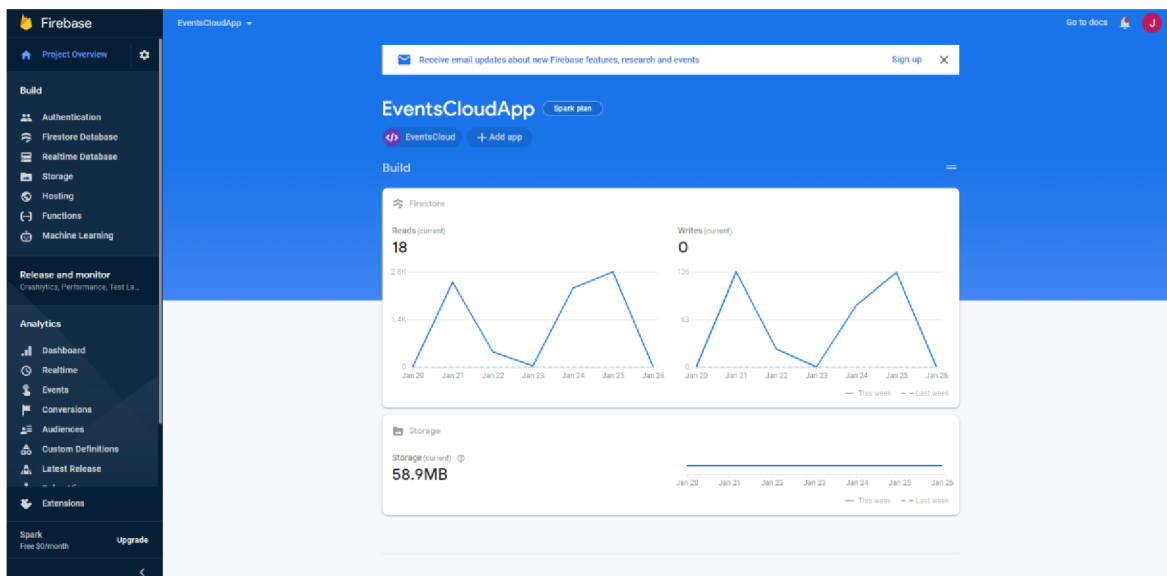 Firebase
EventsCloudApp
Go to docs
J
Project Overview
Receive email updates about new Firebase features, research and events
Sign up
Build
Authentication
Firestore Database
Realtime Database
Storage
Hosting
Functions
Machine Learning
Release and monitor
Crashlytics, Performance, Test La...
Analytics
Dashboard
Realtime
Events
Conversions
Audiences
Custom Definitions
Latest Release
Extensions
Spark
Free $0/month
Upgrade
EventsCloudApp Spark plan
EventsCloud
Add app
Build
Firestore
Reads (current)
18
2.8K
1.4K
0
Jan 20 Jan 21 Jan 22 Jan 23 Jan 24 Jan 25 Jan 26
Writes (current)
0
126
63
0
Jan 20 Jan 21 Jan 22 Jan 23 Jan 24 Jan 25 Jan 26
This week Last week
Storage
Storage (current)
58.9MB
Jan 20 Jan 21 Jan 22 Jan 23 Jan 24 Jan 25 Jan 26
This week Last week